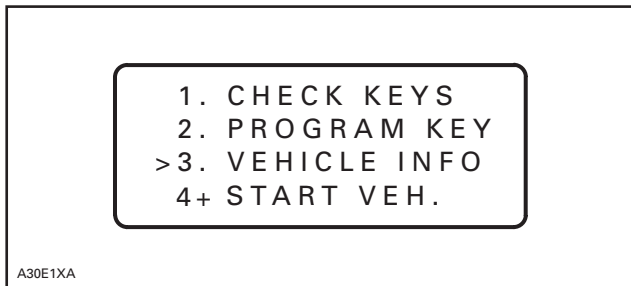 1. CHECK KEYS
2. PROGRAM KEY
>3. VEHICLE INFO
4+ START VEH.
A30E1XA